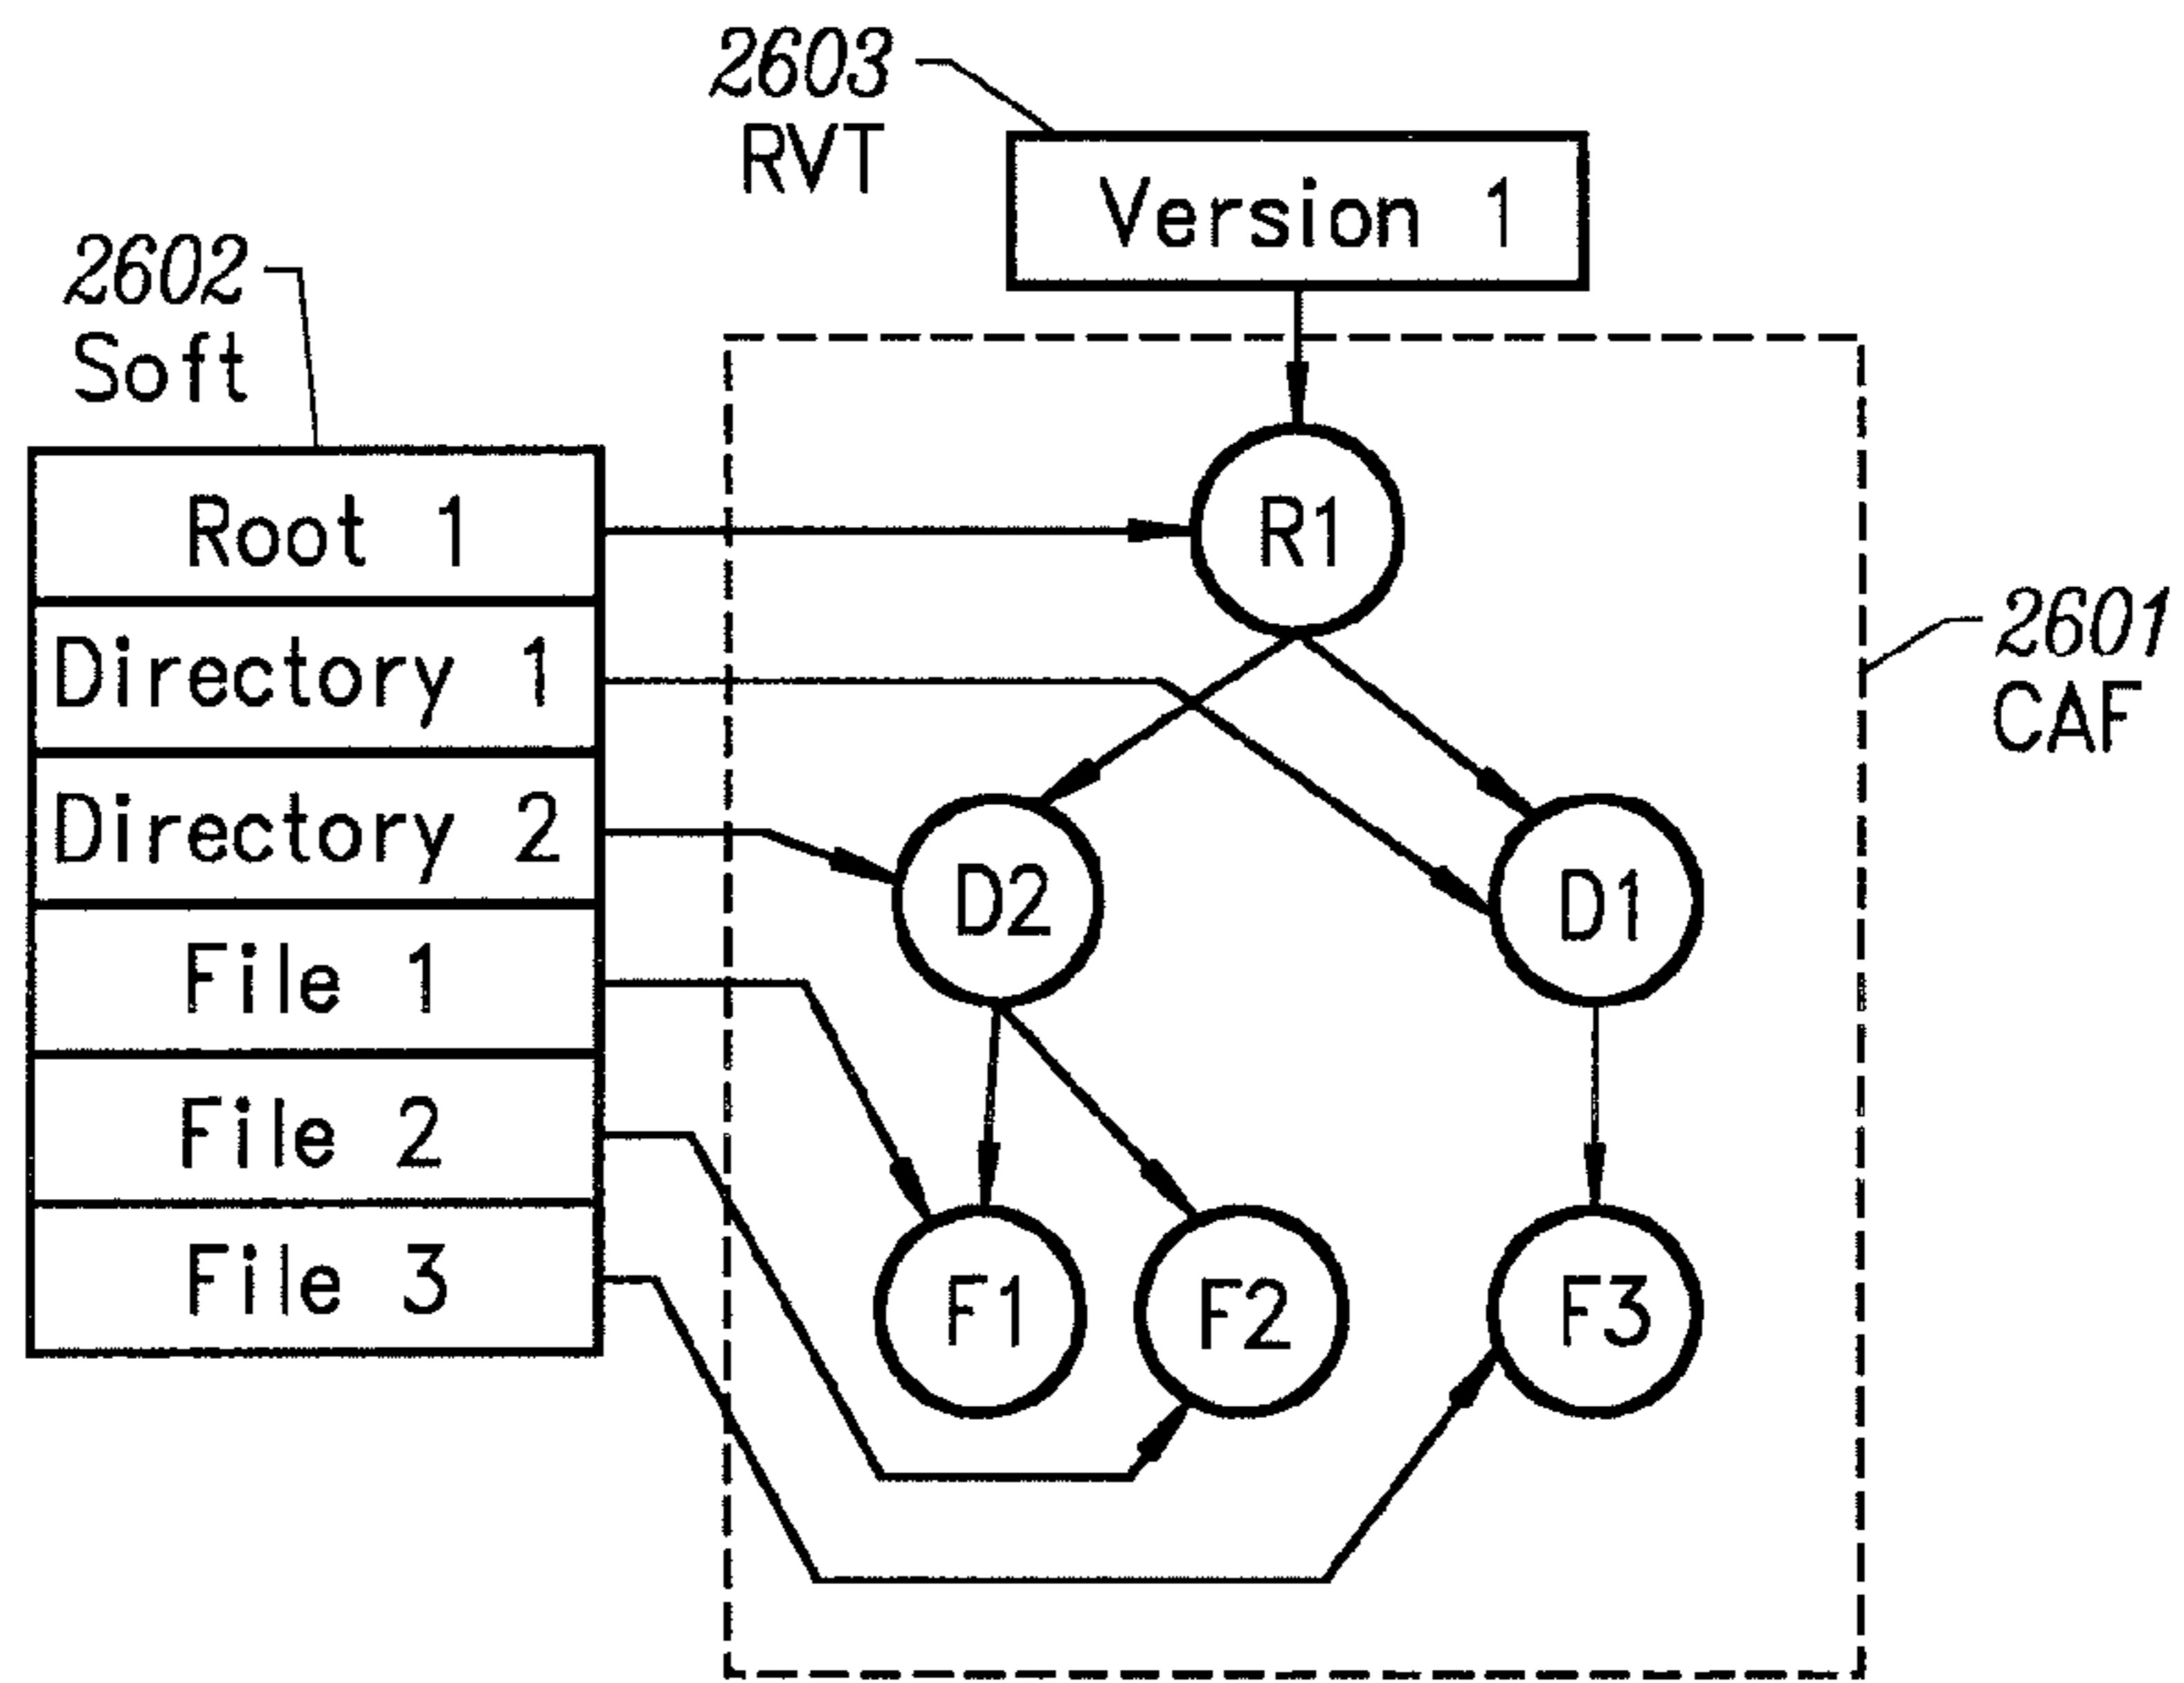 2603
RVT
Version 1
2602
Soft
Root 1
Directory 1
Directory 2
File 1
File 2
File 3
R1
D2
D1
F1
F2
F3
2601
CAF